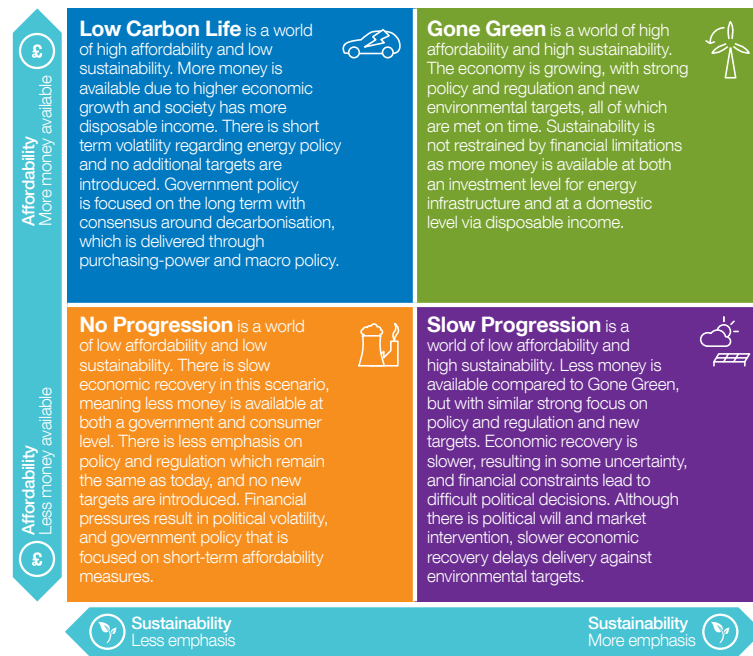 Low Carbon Life is a world
of high affordability and low
sustainability. More money is
available due to higher economic
growth and society has more
disposable income. There is short
term volatility regarding energy policy
and no additional targets are
introduced. Government policy
is focused on the long term with
consensus around decarbonisation,
which is delivered through
purchasing-power and macro policy.
Gone Green is a world of high
affordability and high sustainability.
The economy is growing, with strong
policy and regulation and new
environmental targets, all of which
are met on time. Sustainability is
not restrained by financial limitations
as more money is available at both
an investment level for energy
infrastructure and at a domestic
level via disposable income.
£
Affordability
More money available
No Progression is a world
of low affordability and low
sustainability. There is slow
economic recovery in this scenario,
meaning less money is available at
both a government and consumer
level. There is less emphasis on
policy and regulation which remain
the same as today, and no new
targets are introduced. Financial
pressures result in political volatility,
and government policy that is
focused on short-term affordability
measures.
Slow Progression is a
world of low affordability and
high sustainability. Less money is
available compared to Gone Green,
but with similar strong focus on
policy and regulation and new
targets. Economic recovery is
slower, resulting in some uncertainty,
and financial constraints lead to
difficult political decisions. Although
there is political will and market
intervention, slower economic
recovery delays delivery against
environmental targets.
Affordability
Less money available
£
Sustainability
Less emphasis
Sustainability
More emphasis